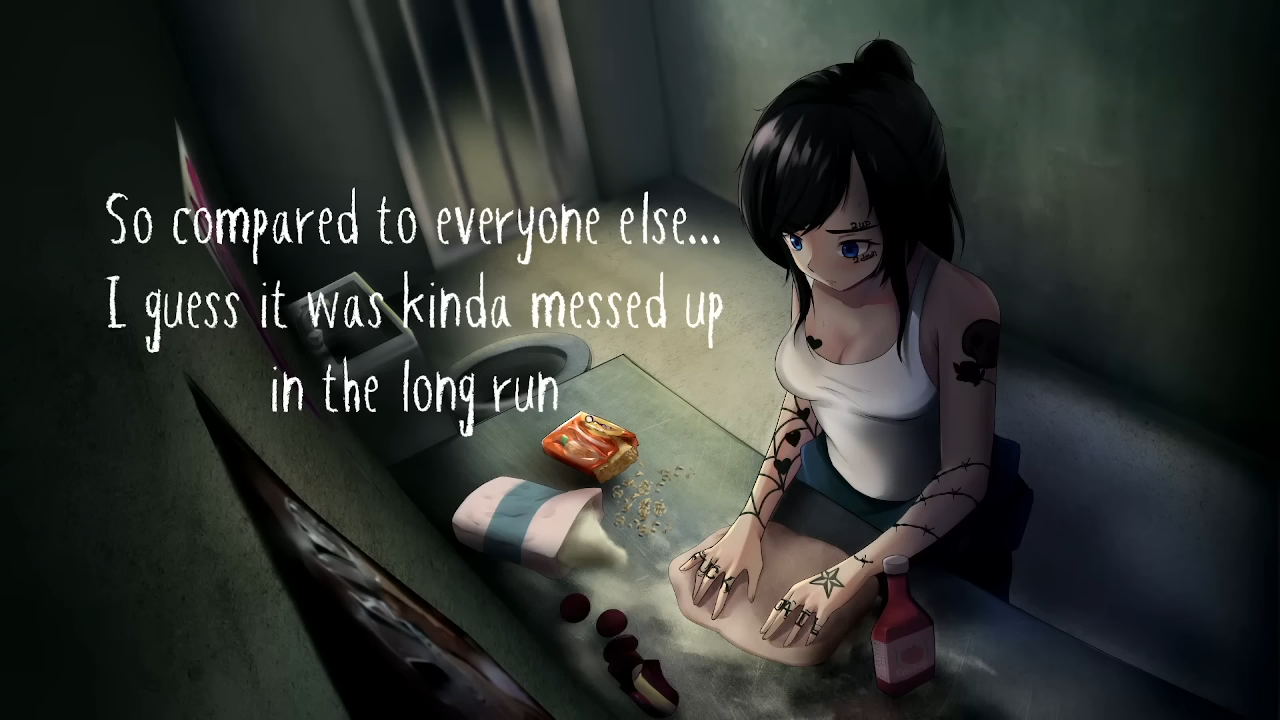 So compared to everyone else...
I guess it was kinda messed up
in the long run